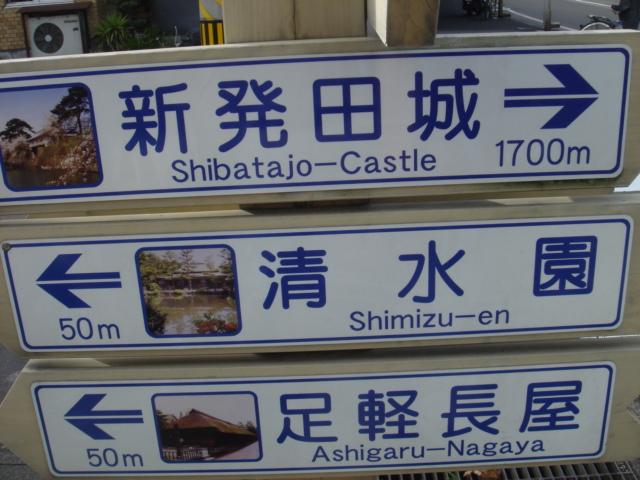 新発田城
Shibatajo-Castle 1700m
清水園
50m Shimizu-en
足軽長屋
50m Ashigaru-Nagaya